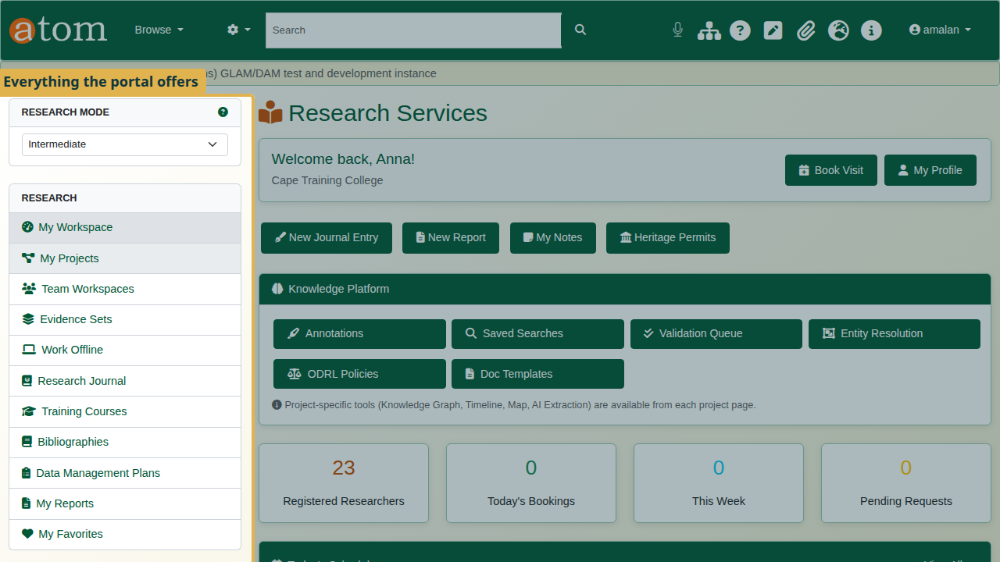 atom
Browse
Search
amalan
s) GLAM/DAM test and development instance
Everything the portal offers
RESEARCH MODE
Intermediate
RESEARCH
My Workspace
My Projects
Team Workspaces
Evidence Sets
Work Offline
Research Journal
Training Courses
Bibliographies
Data Management Plans
My Reports
My Favorites
Research Services
Welcome back, Anna!
Cape Training College
Book Visit
My Profile
New Journal Entry
New Report
My Notes
Heritage Permits
Knowledge Platform
Annotations
Saved Searches
Validation Queue
Entity Resolution
ODRL Policies
Doc Templates
Project-specific tools (Knowledge Graph, Timeline, Map, AI Extraction) are available from each project page.
23
Registered Researchers
0
Today's Bookings
0
This Week
0
Pending Requests